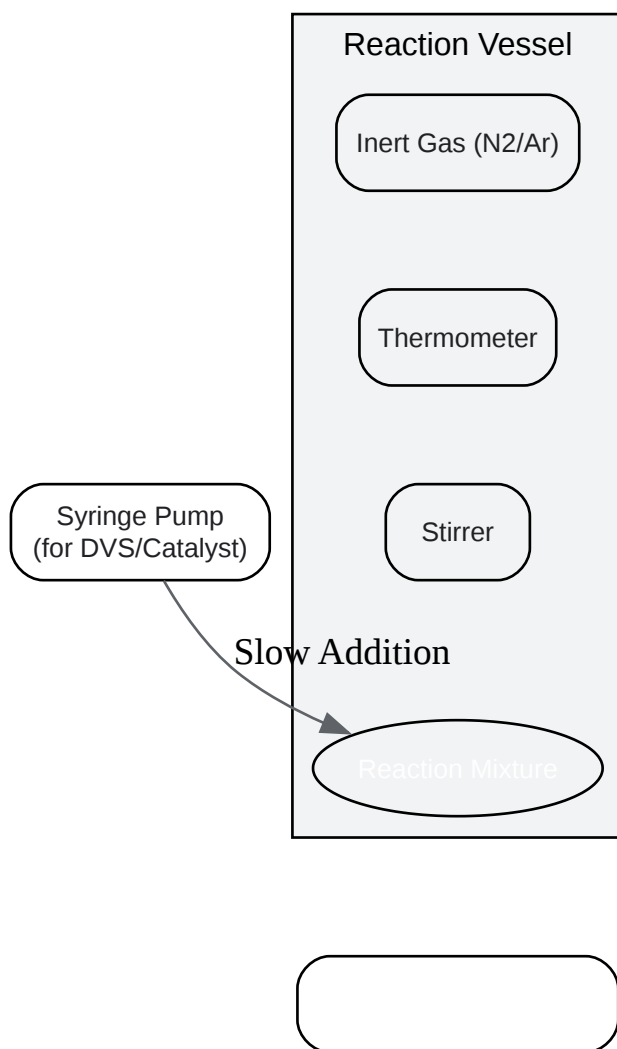 Reaction Vessel
Inert Gas (N2/Ar)
Thermometer
Stirrer
Syringe Pump
(for DVS/Catalyst)
Slow Addition
Reaction Mixture